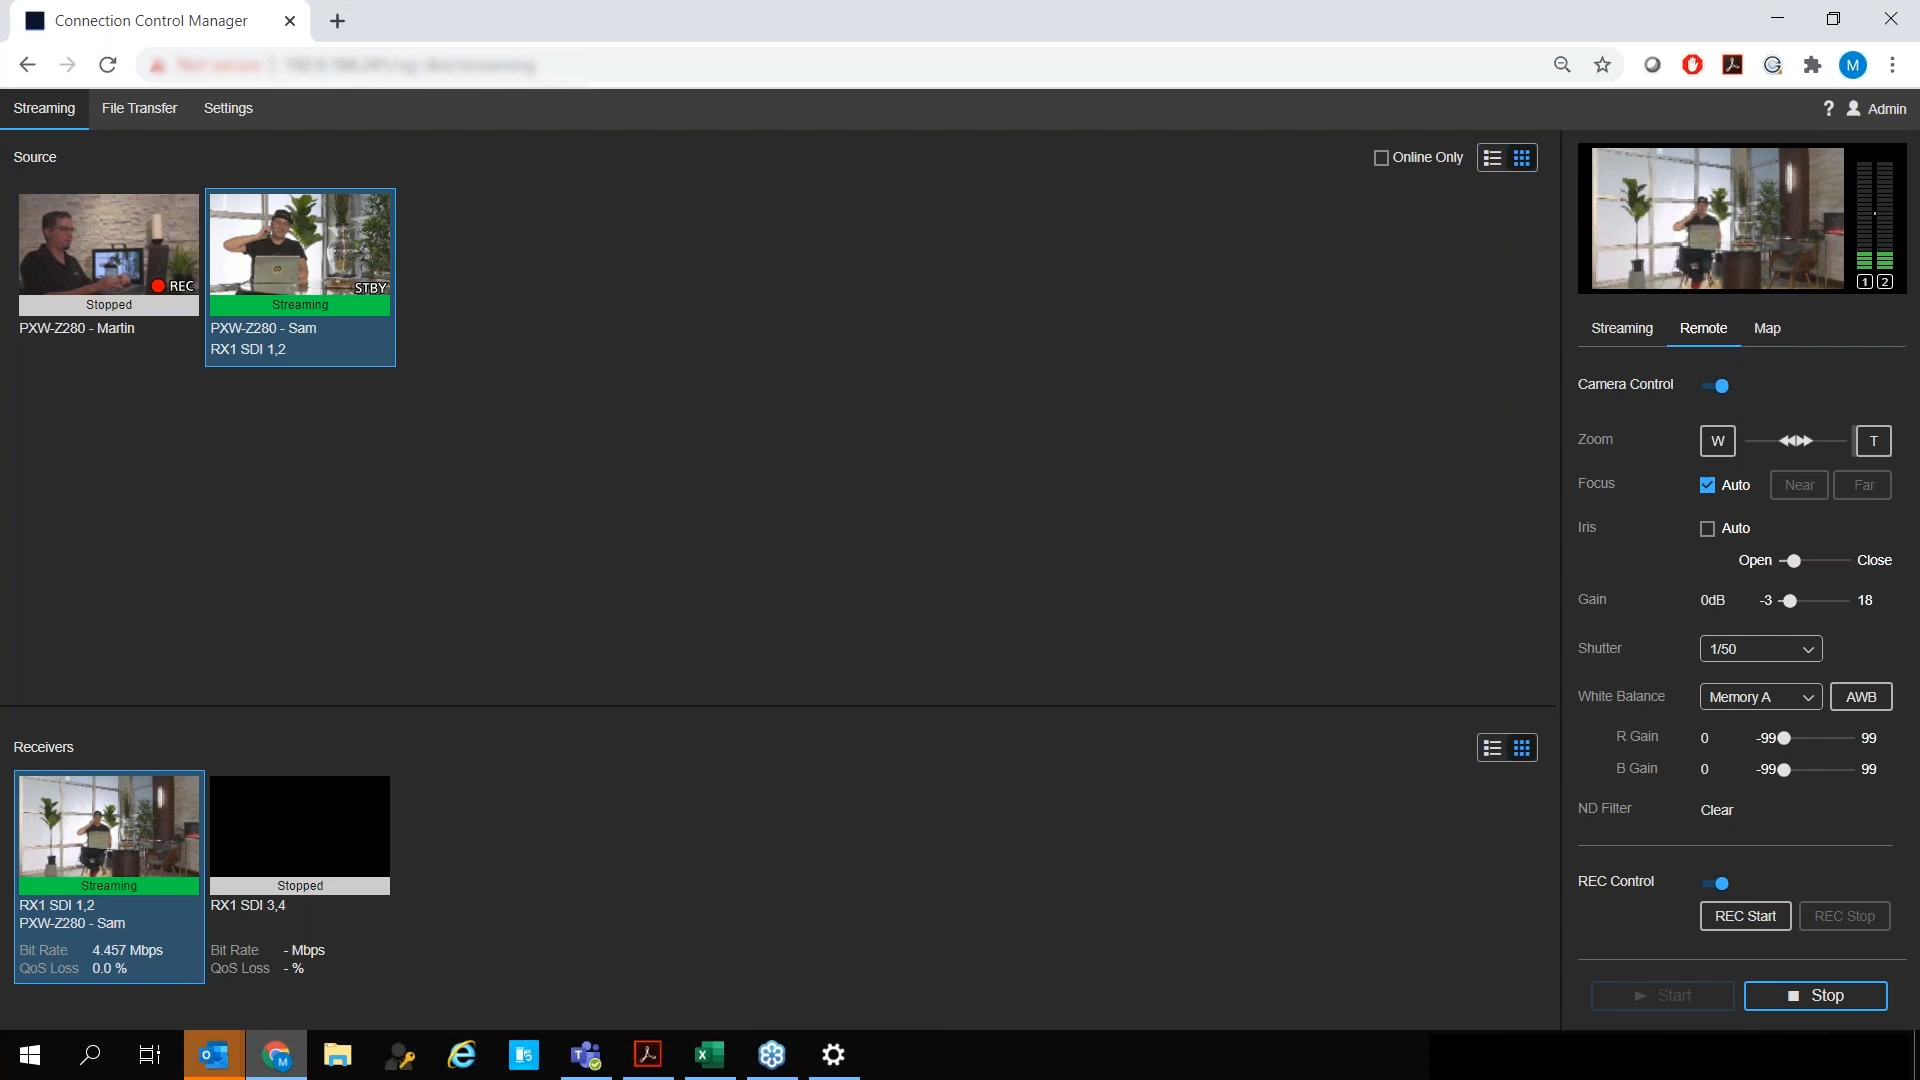 Connection Control Manager
M
Streaming File Transfer Settings
? Admin
Source
Online Only
REC
Stopped
PXW-Z280 - Martin
STBY
Streaming
PXW-Z280 - Sam
RX1 SDI 1,2
1 2
Streaming Remote Map
Camera Control
Zoom W T
Focus Auto Near Far
Iris Auto
Open Close
Gain 0dB -3 18
Shutter 1/50
White Balance Memory A AWB
R Gain 0 -99 99
B Gain 0 -99 99
ND Filter Clear
REC Control
REC Start REC Stop
Start Stop
Receivers
Streaming
RX1 SDI 1,2
PXW-Z280 - Sam
Bit Rate 4.457 Mbps
QoS Loss 0.0 %
Stopped
RX1 SDI 3,4
Bit Rate - Mbps
QoS Loss - %